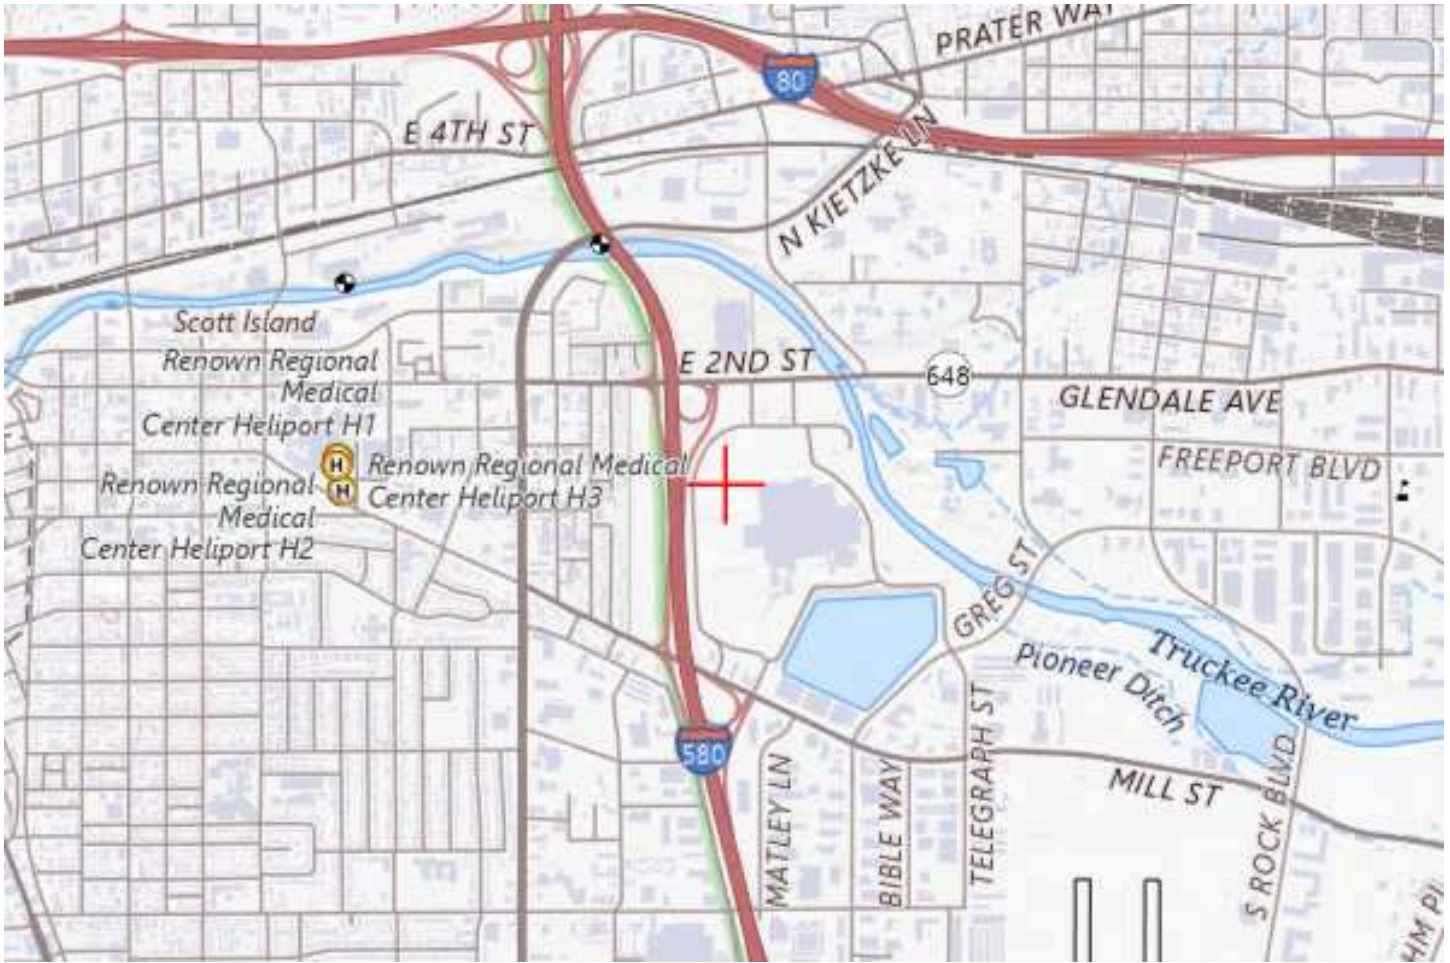 PRATER WAY
80
E 4TH ST
N KIETZKE LN
Scott Island
Renown Regional
Medical
Center Heliport H1
E 2ND ST
648
GLENDALE AVE
FREEPORT BLVD
H
Renown Regional Medical
Center Heliport H3
H
Renown Regional
Medical
Center Heliport H2
GREG ST
Truckee River
Pioneer Ditch
580
MATLEY LN
BIBLE WAY
TELEGRAPH ST
MILL ST
S ROCK BLVD
HM PL